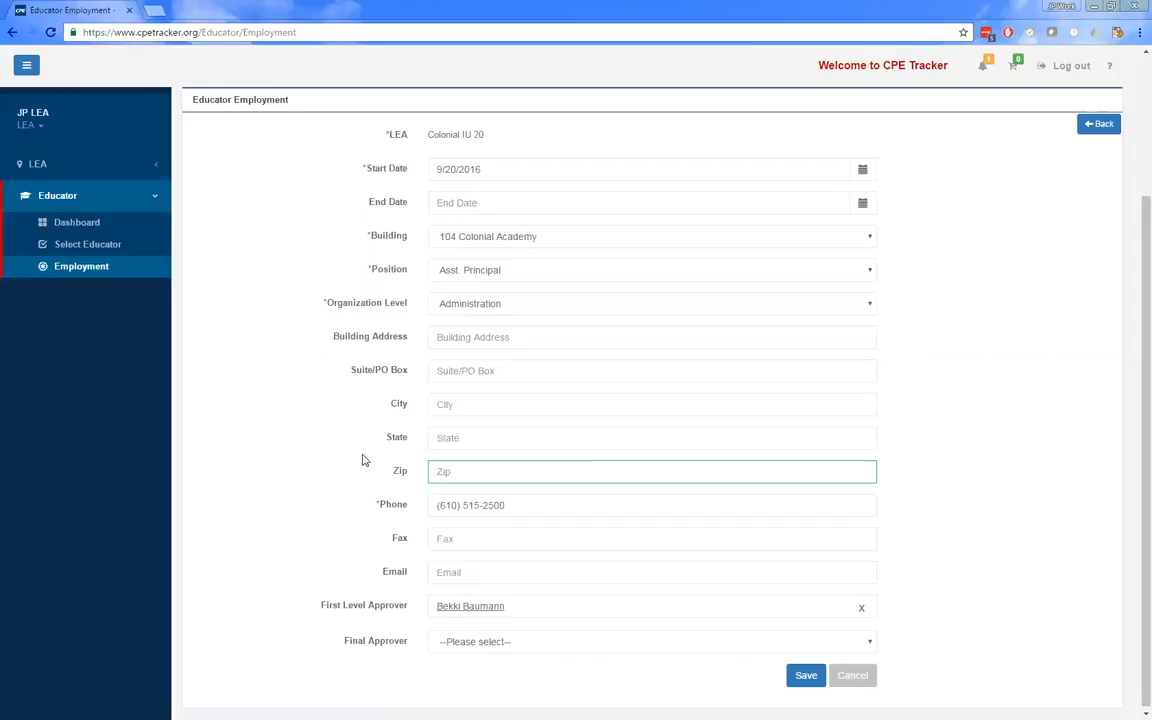 Educator Employment -
JP Work
https://www.cpetracker.org/Educator/Employment
Welcome to CPE Tracker
1
0
Log out
?
JP LEA
LEA
LEA
Educator
Dashboard
Select Educator
Employment
Educator Employment
Back
*LEA
Colonial IU 20
*Start Date
9/20/2016
End Date
End Date
*Building
104 Colonial Academy
*Position
Asst. Principal
*Organization Level
Administration
Building Address
Building Address
Suite/PO Box
Suite/PO Box
City
City
State
State
Zip
Zip
*Phone
(610) 515-2500
Fax
Fax
Email
Email
First Level Approver
Bekki Baumann
x
Final Approver
--Please select--
Save
Cancel